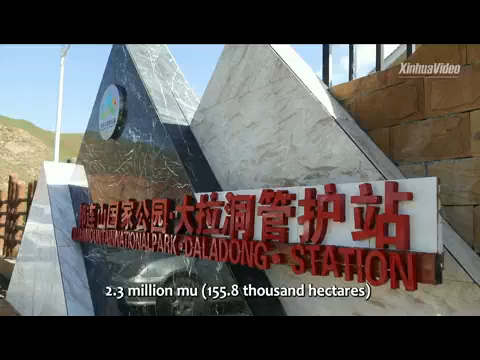 XinhuaVideo
祁连山国家公园·大拉洞管护站
MOUNTAIN NATIONAL PARK ·DALADONG· STATION
2.3 million mu (155.8 thousand hectares)